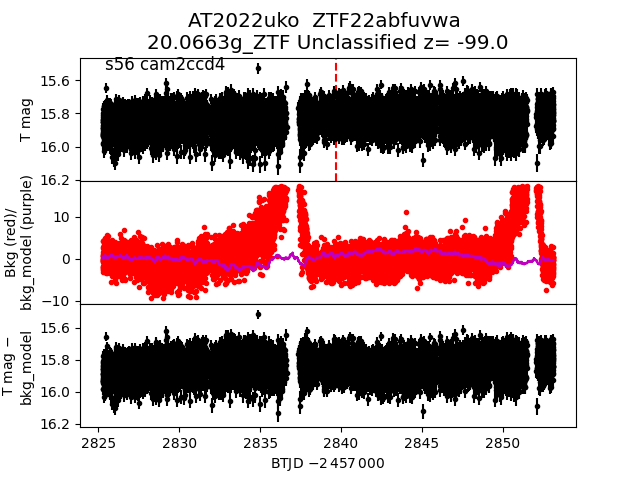 AT2022uko  ZTF22abfuvwa
20.0663g_ZTF Unclassified z= -99.0
s56 cam2ccd4
15.6
15.8
16.0
16.2
T mag
10
0
−10
Bkg (red)/
bkg_model (purple)
15.6
15.8
16.0
16.2
T mag −
bkg_model
2825 2830 2835 2840 2845 2850
BTJD −2 457 000